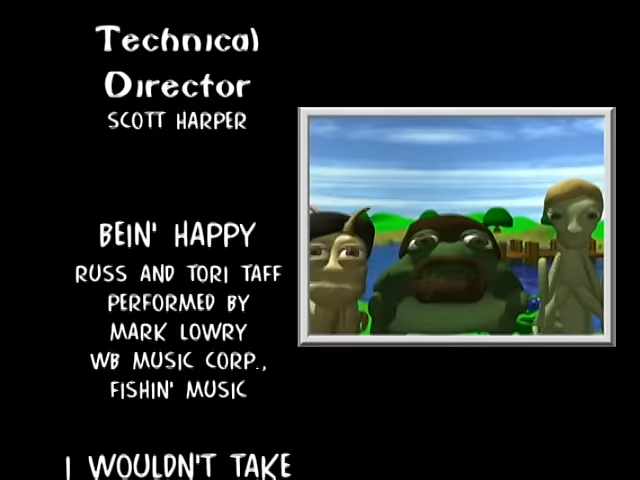 Technical
Director
SCOTT HARPER
BEIN' HAPPY
RUSS AND TORI TAFF
PERFORMED BY
MARK LOWRY
WB MUSIC CORP.,
FISHIN' MUSIC
I WOULDN'T TAKE